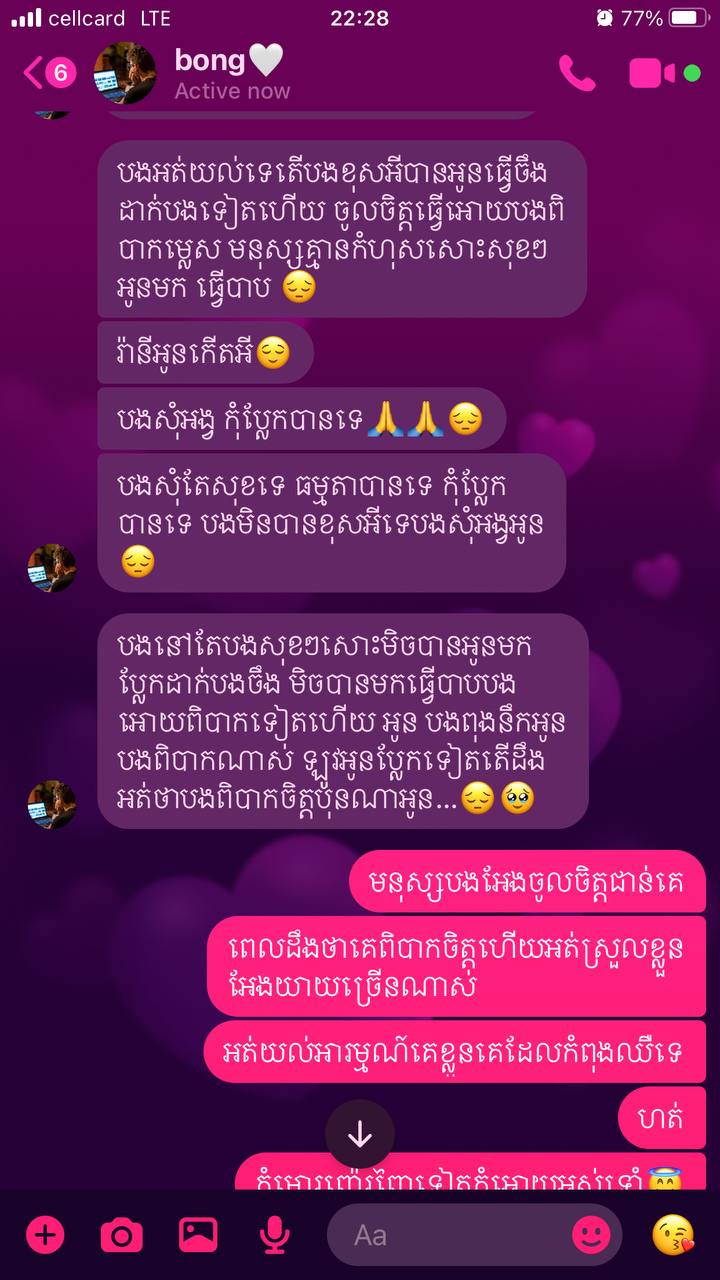 cellcard LTE 22:28 77%
6 bong🤍
Active now
បងអត់យល់ទេតើបងខុសអីបានអូនធ្វើចឹង
ដាក់បងទៀតហើយ ចូលចិត្តធ្វើអោយបងពិ
បាកម្លេស មនុស្សគ្មានកំហុសសោះសុខៗ
អូនមក ធ្វើបាប 😔
រ៉ានីអូនកើតអី😌
បងសុំអង្វ កុំប្លែកបានទេ🙏🙏😔
បងសុំតែសុខទេ ធម្មតាបានទេ កុំប្លែក
បានទេ បងមិនបានខុសអីទេបងសុំអង្វអូន
😔
បងនៅតែបងសុខៗសោះមិចបានអូនមក
ប្លែកដាក់បងចឹង មិចបានមកធ្វើបាបបង
អោយពិបាកទៀតហើយ អូន បងពុងនឹកអូន
បងពិបាកណាស់ ឡូវអូនប្លែកទៀតតើដឹង
អត់ថាបងពិបាកចិត្តប៉ុនណាអូន...😔🥹
មនុស្សបងអែងចូលចិត្តជាន់គេ
ពេលដឹងថាគេពិបាកចិត្តហើយអត់ស្រួលខ្លួន
អែងយាយច្រើនណាស់
អត់យល់អារម្មណ៍គេខ្លួនគេដែលកំពុងឈឺទេ
ហត់
Aa